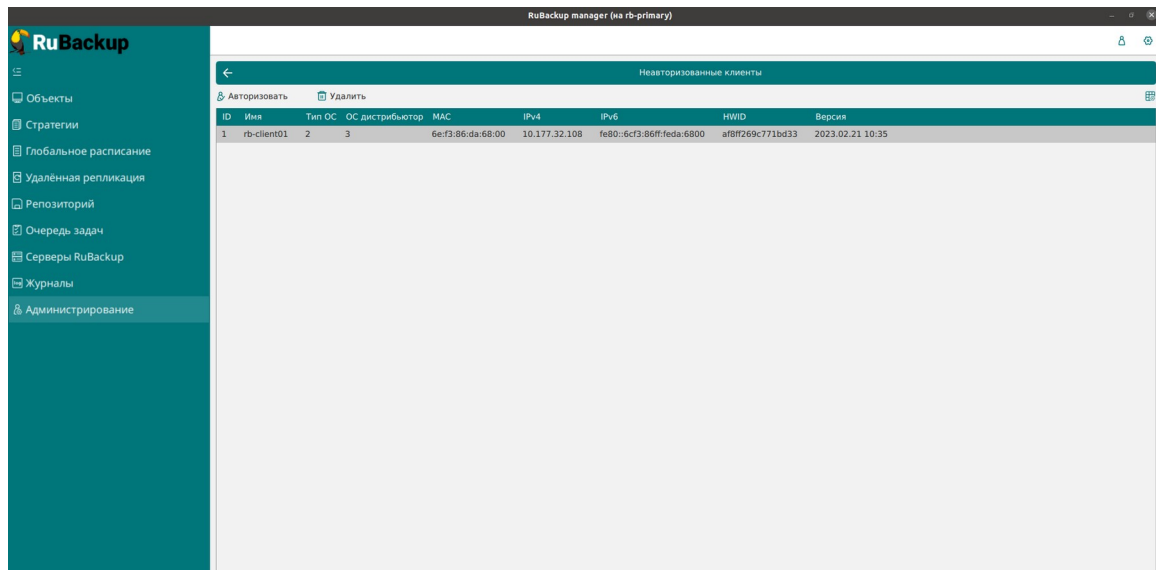 RuBackup manager (на rb-primary)
RuBackup
Неавторизованные клиенты
Объекты
Стратегии
Глобальное расписание
Удалённая репликация
Репозиторий
Очередь задач
Серверы RuBackup
Журналы
Администрирование
Авторизовать Удалить
ID Имя Тип ОС ОС дистрибьютор MAC IPv4 IPv6 HWID Версия
1 rb-client01 2 3 6e:f3:86:da:68:00 10.177.32.108 fe80::6cf3:86ff:feda:6800 af8ff269c771bd33 2023.02.21 10:35